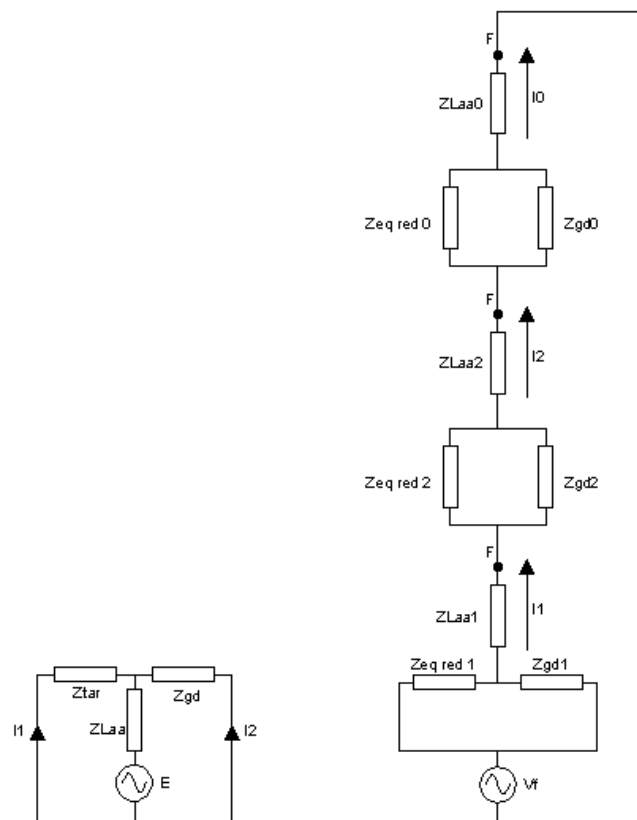 F
ZLaa0
I0
Zeq red 0
Zgd0
F
ZLaa2
I2
Zeq red 2
Zgd2
F
ZLaa1
I1
Zeq red 1
Zgd1
Vf
Ztar
Zgd
I1
ZLaa
I2
E